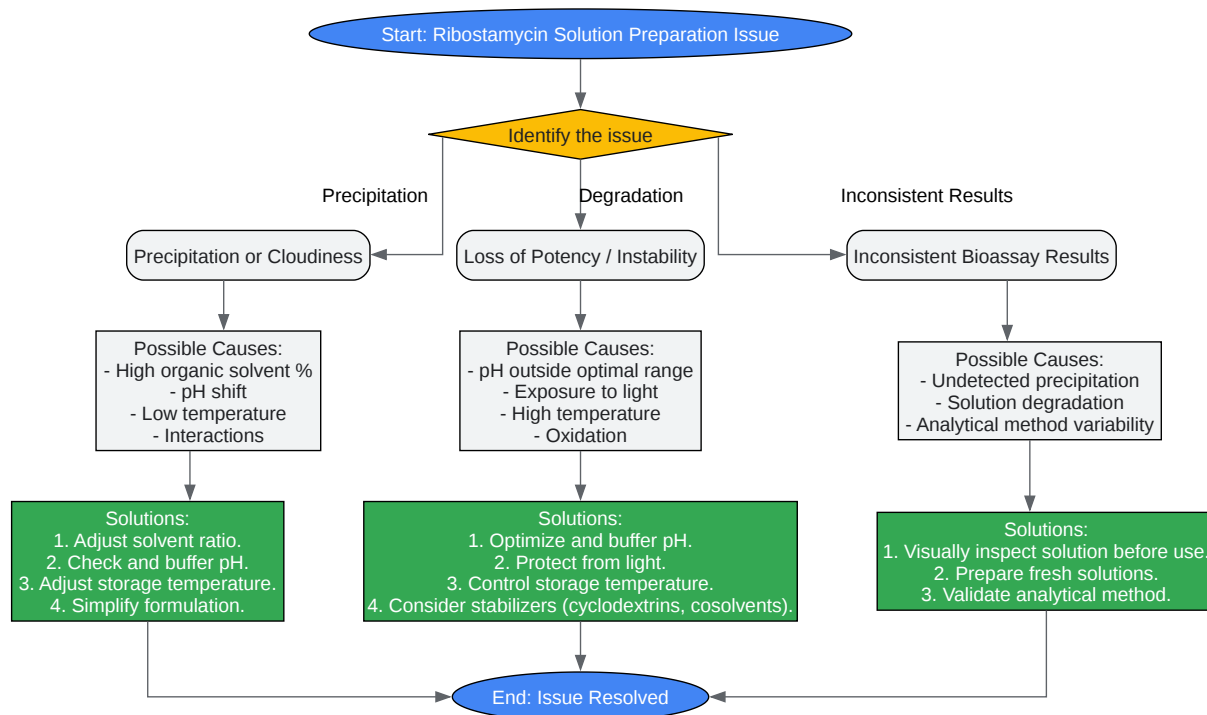 Start: Ribostamycin Solution Preparation Issue
Identify the issue
Precipitation
Degradation
Inconsistent Results
Precipitation or Cloudiness
Loss of Potency / Instability
Inconsistent Bioassay Results
Possible Causes:
- High organic solvent %
- pH shift
- Low temperature
- Interactions
Possible Causes:
- pH outside optimal range
- Exposure to light
- High temperature
- Oxidation
Possible Causes:
- Undetected precipitation
- Solution degradation
- Analytical method variability
Solutions:
1. Adjust solvent ratio.
2. Check and buffer pH.
3. Adjust storage temperature.
4. Simplify formulation.
Solutions:
1. Optimize and buffer pH.
2. Protect from light.
3. Control storage temperature.
4. Consider stabilizers (cyclodextrins, cosolvents).
Solutions:
1. Visually inspect solution before use.
2. Prepare fresh solutions.
3. Validate analytical method.
End: Issue Resolved